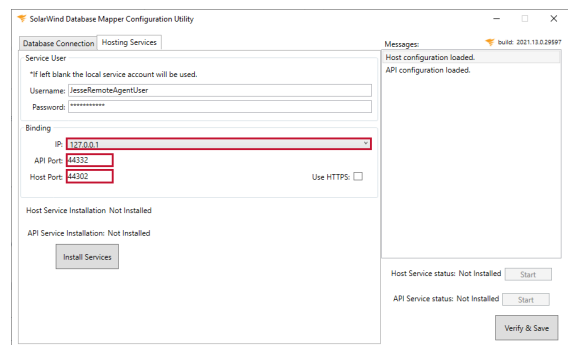 SolarWind Database Mapper Configuration Utility
Database Connection Hosting Services
Messages:
build: 2021.13.0.29597
Service User
*If left blank the local service account will be used.
Username: JesseRemoteAgentUser
Password: ***********
Binding
IP: 127.0.0.1
API Port: 44332
Host Port: 44302
Use HTTPS:
Host Service Installation Not Installed
API Service Installation: Not Installed
Install Services
Host configuration loaded.
API configuration loaded.
Host Service status: Not Installed Start
API Service status: Not Installed Start
Verify & Save